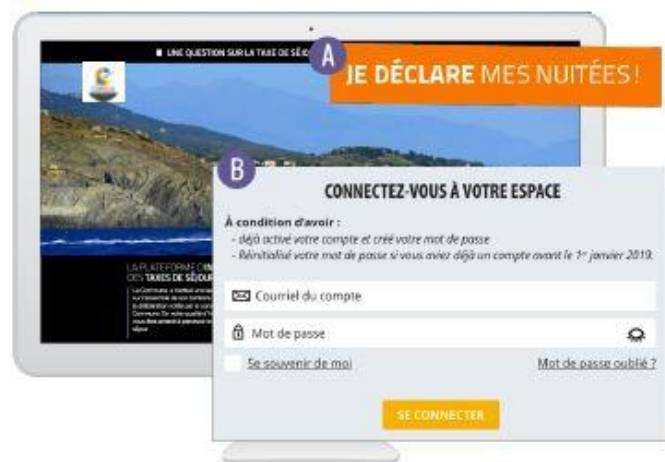 UNE QUESTION SUR LA TAXE DE SÉJ
A
JE DÉCLARE MES NUITÉES !
B
CONNECTEZ-VOUS À VOTRE ESPACE
À condition d'avoir :
- déjà activé votre compte et créé votre mot de passe
- Réinitialisé votre mot de passe si vous aviez déjà un compte avant le 1er janvier 2019.
Courriel du compte
Mot de passe
Se souvenir de moi
Mot de passe oublié ?
SE CONNECTER
LA PLATEFORME D'IN
DES TAXES DE SÉJOUR